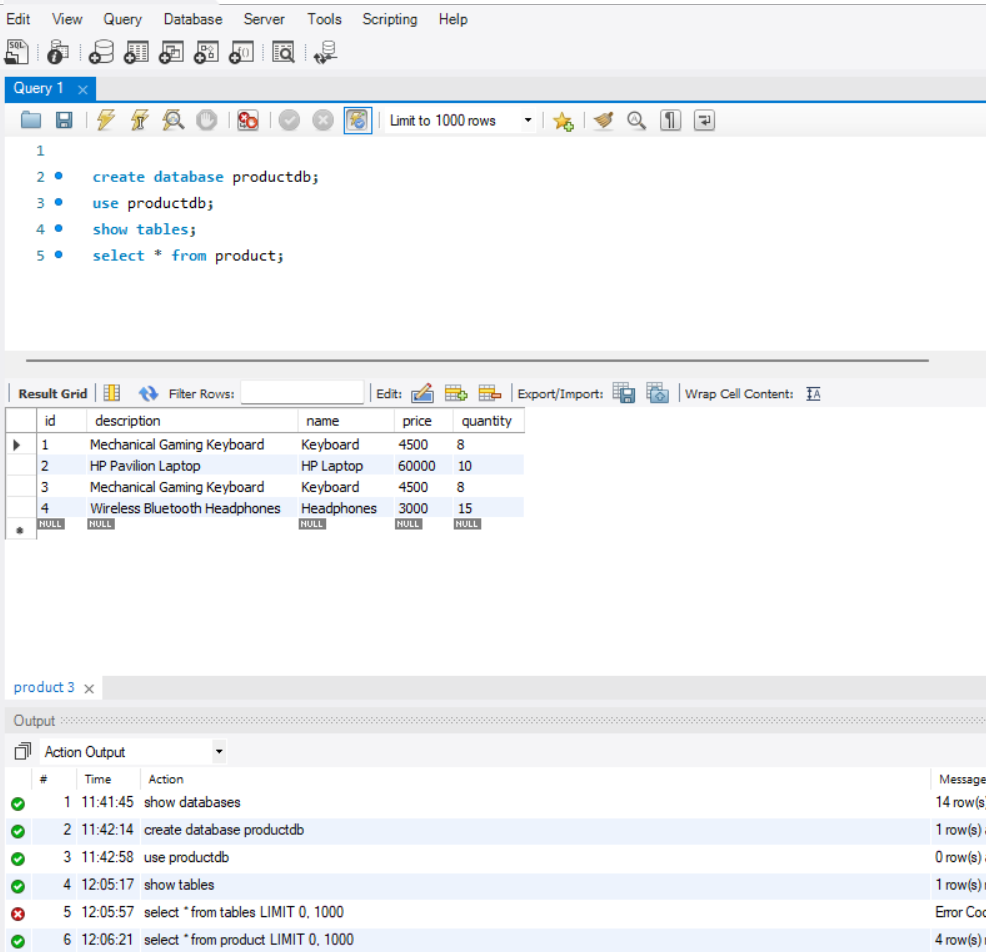 Edit View Query Database Server Tools Scripting Help
SQL
Query 1
Limit to 1000 rows
1
2 create database productdb;
3 use productdb;
4 show tables;
5 select * from product;
Result Grid Filter Rows: Edit: Export/Import: Wrap Cell Content: IA
id description name price quantity
1 Mechanical Gaming Keyboard Keyboard 4500 8
2 HP Pavilion Laptop HP Laptop 60000 10
3 Mechanical Gaming Keyboard Keyboard 4500 8
4 Wireless Bluetooth Headphones Headphones 3000 15
NULL NULL NULL NULL NULL
product 3
Output
Action Output
# Time Action Message
1 11:41:45 show databases 14 row(s)
2 11:42:14 create database productdb 1 row(s)
3 11:42:58 use productdb 0 row(s)
4 12:05:17 show tables 1 row(s)
5 12:05:57 select * from tables LIMIT 0, 1000 Error
6 12:06:21 select * from product LIMIT 0, 1000 4 row(s)